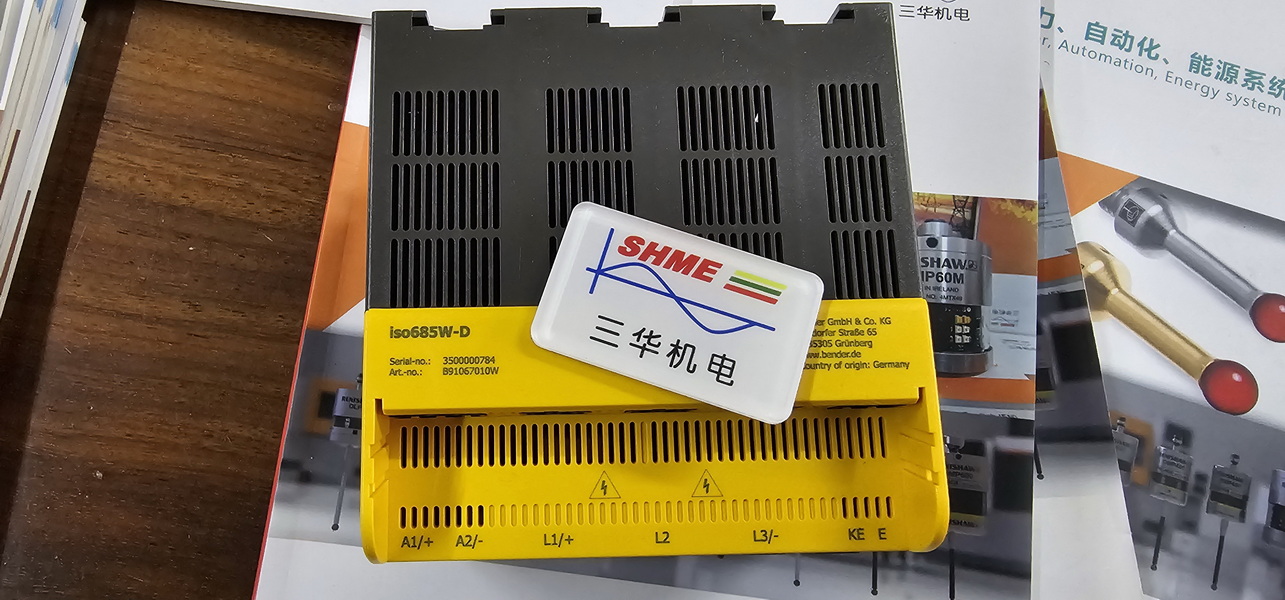 三华机电
力、自动化、能源系统
r, Automation, Energy system
SHME
三华机电
iso685W-D
Serial-no.: 3500000784
Art.-no.: B91067010W
er GmbH & Co. KG
dorfer Straße 65
35305 Grünberg
www.bender.de
ountry of origin: Germany
A1/+ A2/- L1/+ L2 L3/- KE E
SHAW
IP60M
IN IRELAND